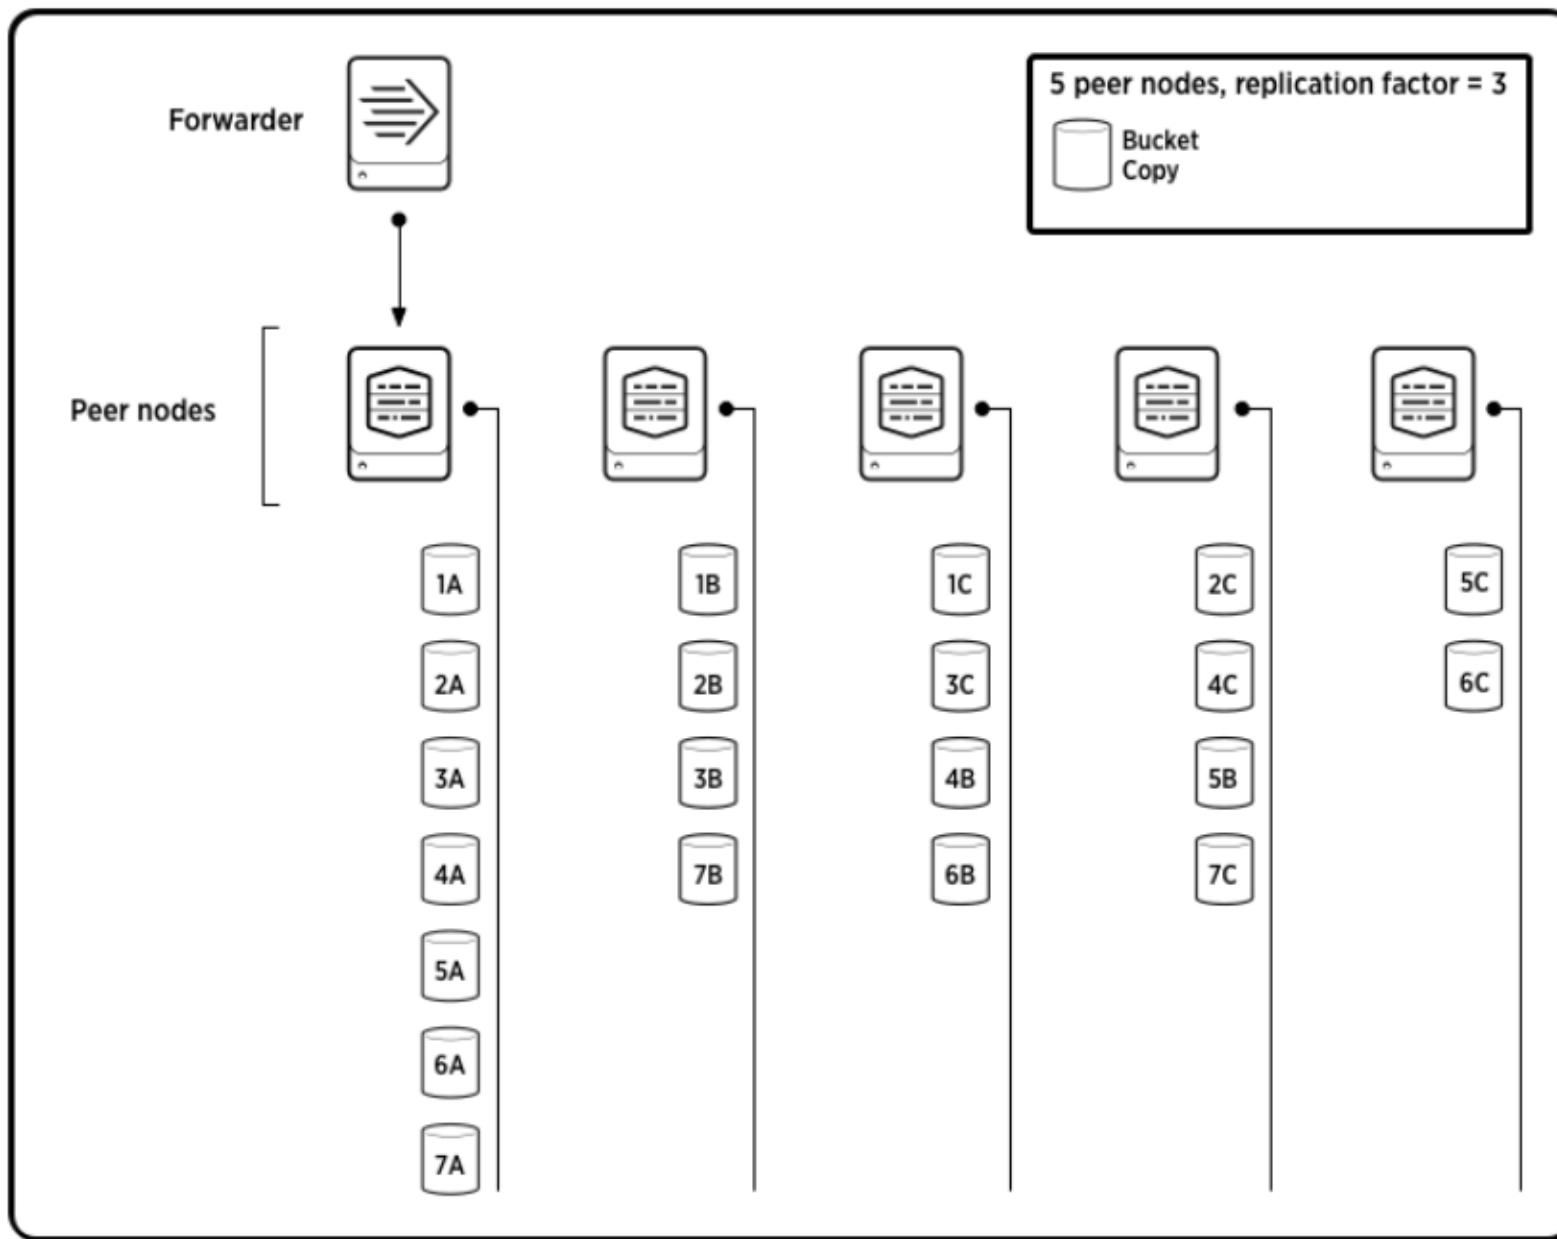 Forwarder
5 peer nodes, replication factor = 3
Bucket
Copy
Peer nodes
1A 1B 1C 2C 5C
2A 2B 3C 4C 6C
3A 3B 4B 5B
4A 7B 6B 7C
5A
6A
7A